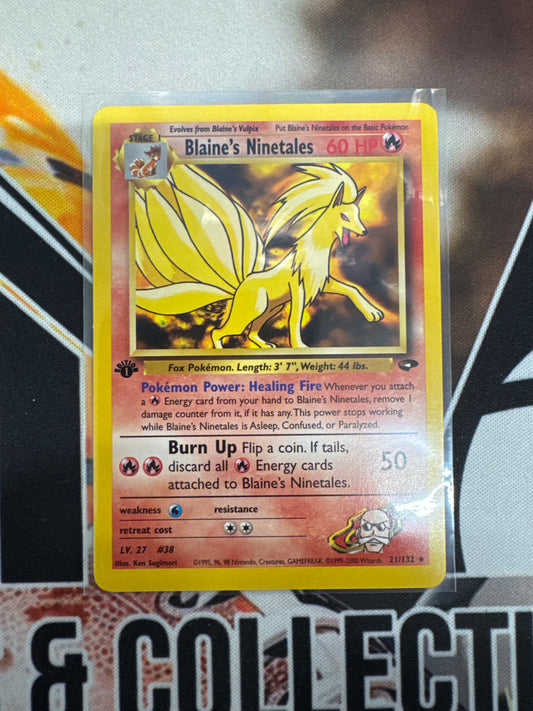 STAGE 1
Evolves from Blaine's Vulpix
Put Blaine's Ninetales on the Basic Pokémon
Blaine's Ninetales 60 HP
EDITION
1
Fox Pokémon. Length: 3' 7", Weight: 44 lbs.
Pokémon Power: Healing Fire Whenever you attach
a Energy card from your hand to Blaine's Ninetales, remove 1
damage counter from it, if it has any. This power stops working
while Blaine's Ninetales is Asleep, Confused, or Paralyzed.
Burn Up Flip a coin. If tails,
discard all Energy cards
attached to Blaine's Ninetales.
50
weakness
resistance
retreat cost
LV. 27 #38
Illus. Ken Sugimori
©1995, 96, 98 Nintendo, Creatures, GAMEFREAK. ©1999-2000 Wizards.
21/132 ★
& COLLECTI